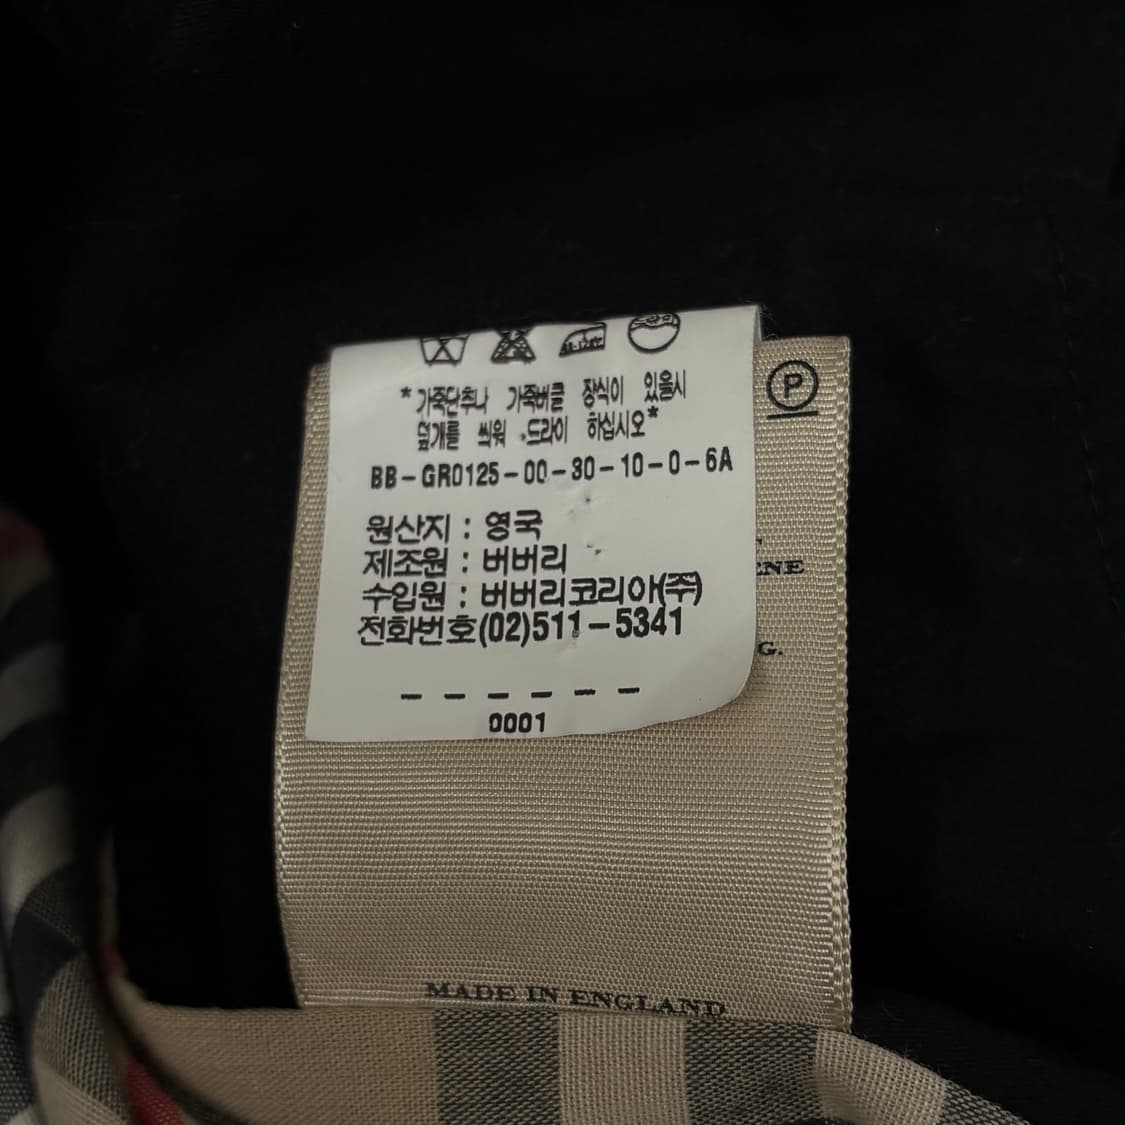 *가죽단추나 가죽버클 장식이 있을시
덮개를 씌워 .드라이 하십시오*
BB-GR0125-00-30-10-0-6A
원산지 : 영국
제조원 : 버버리
수입원 : 버버리코리아(주)
전화번호(02)511-5341
------
0001
P
G.
MADE IN ENGLAND